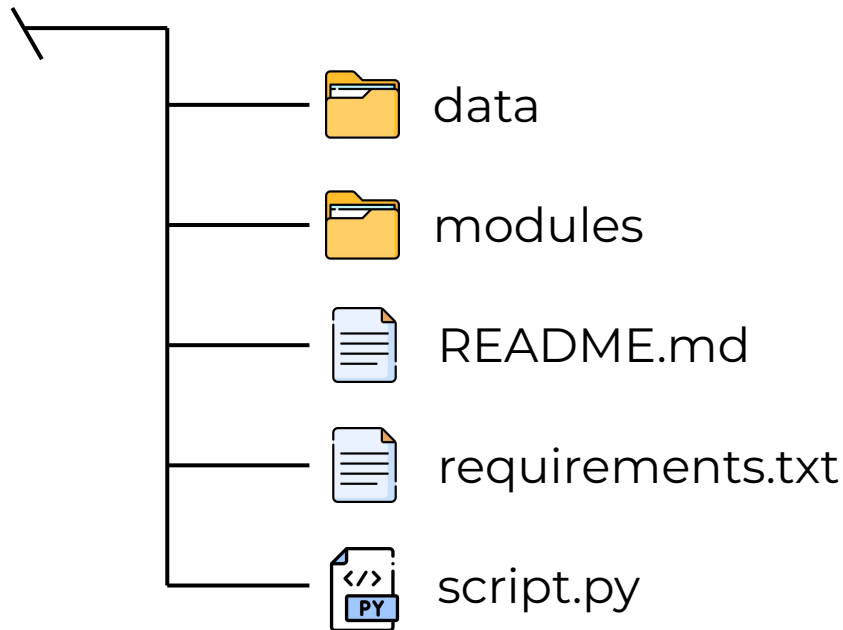 \
data
modules
README.md
requirements.txt
</>
PY
script.py